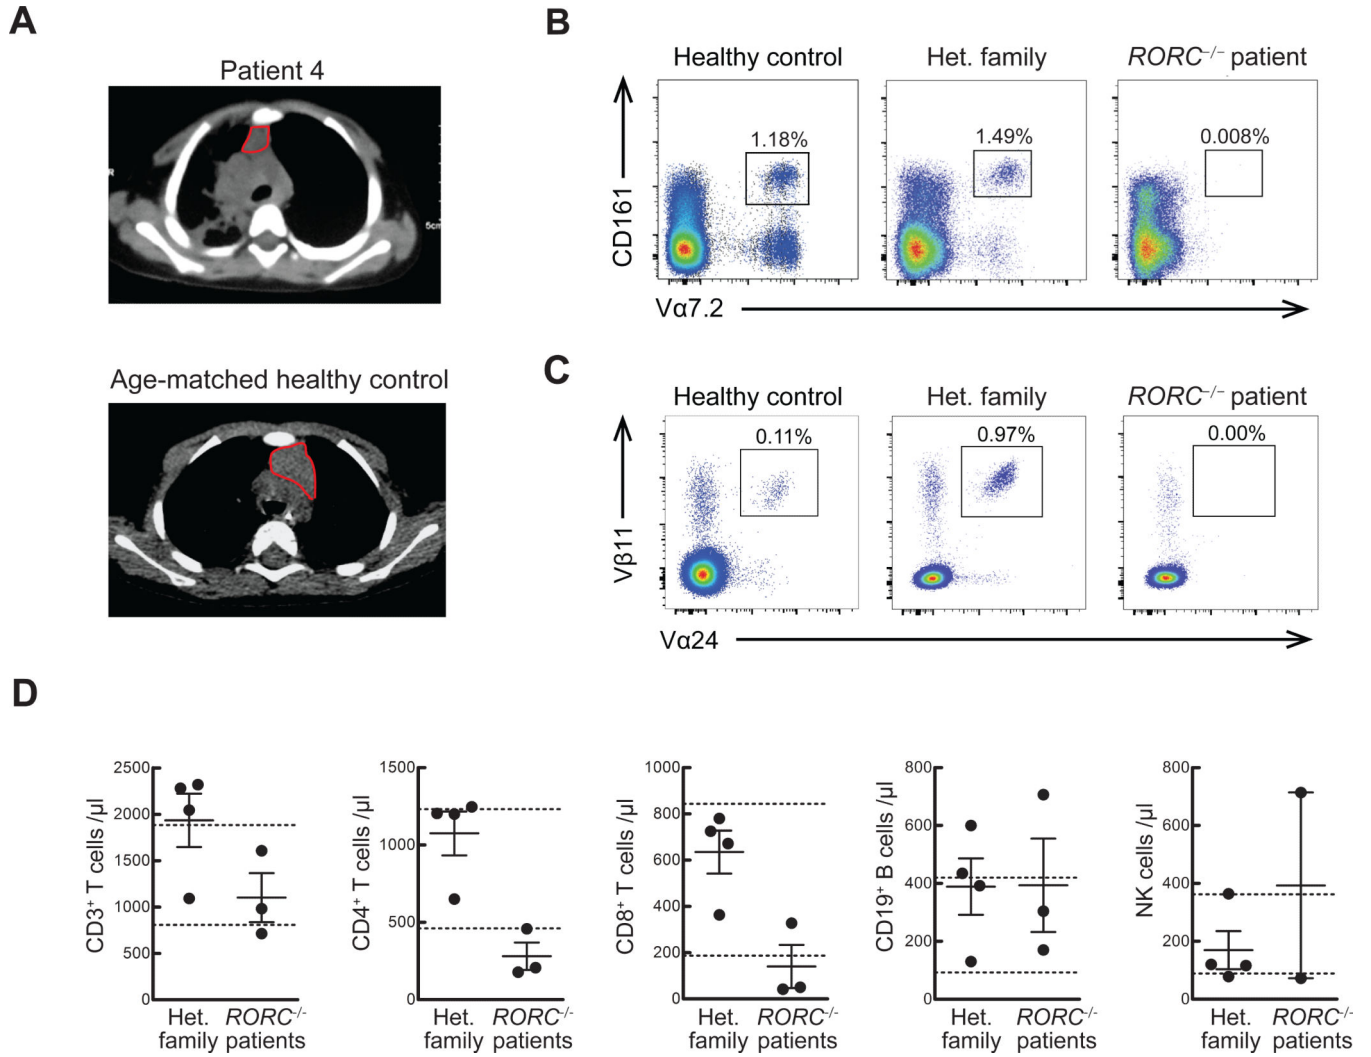 A
Patient 4
R
5cm
Age-matched healthy control
B
Healthy control
Het. family
RORC⁻/⁻ patient
1.18%
1.49%
0.008%
CD161
Vα7.2
C
Healthy control
Het. family
RORC⁻/⁻ patient
0.11%
0.97%
0.00%
Vβ11
Vα24
D
CD3⁺ T cells /µl
2500
2000
1500
1000
500
0
Het. family
RORC⁻/⁻ patients
CD4⁺ T cells /µl
1500
1000
500
0
Het. family
RORC⁻/⁻ patients
CD8⁺ T cells /µl
1000
800
600
400
200
0
Het. family
RORC⁻/⁻ patients
CD19⁺ B cells /µl
800
600
400
200
0
Het. family
RORC⁻/⁻ patients
NK cells /µl
800
600
400
200
0
Het. family
RORC⁻/⁻ patients